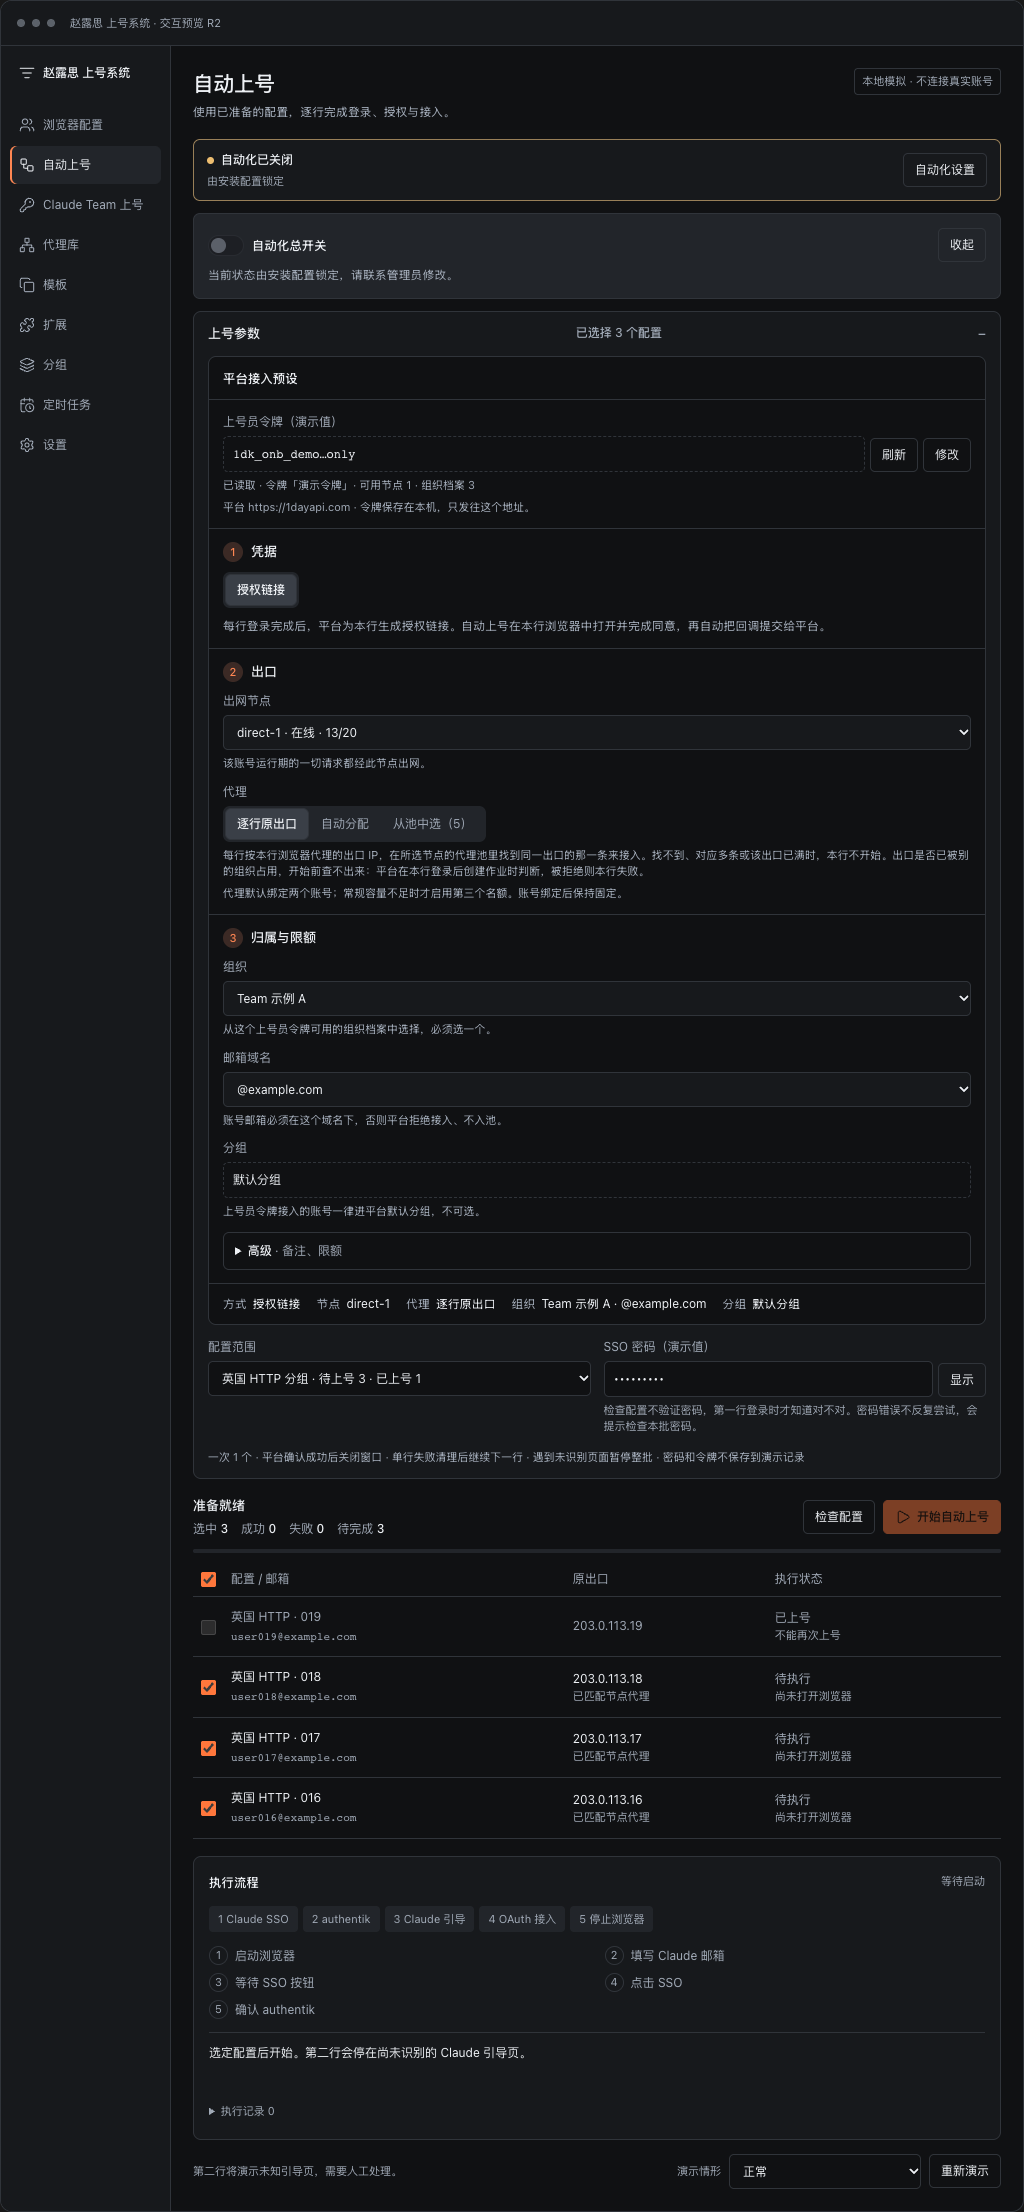 赵露思 上号系统 · 交互预览 R2
赵露思 上号系统
浏览器配置
自动上号
Claude Team 上号
代理库
模板
扩展
分组
定时任务
设置
自动上号
本地模拟 · 不连接真实账号
使用已准备的配置，逐行完成登录、授权与接入。
自动化已关闭
由安装配置锁定
自动化设置
自动化总开关
收起
当前状态由安装配置锁定，请联系管理员修改。
上号参数
已选择 3 个配置
−
平台接入预设
上号员令牌（演示值）
1dk_onb_demo…only
刷新
修改
已读取 · 令牌「演示令牌」· 可用节点 1 · 组织档案 3
平台 https://1dayapi.com · 令牌保存在本机，只发往这个地址。
1 凭据
授权链接
每行登录完成后，平台为本行生成授权链接。自动上号在本行浏览器中打开并完成同意，再自动把回调提交给平台。
2 出口
出网节点
direct-1 · 在线 · 13/20
该账号运行期的一切请求都经此节点出网。
代理
逐行原出口 自动分配 从池中选（5）
每行按本行浏览器代理的出口 IP，在所选节点的代理池里找到同一出口的那一条来接入。找不到、对应多条或该出口已满时，本行不开始。出口是否已被别
的组织占用，开始前查不出来：平台在本行登录后创建作业时判断，被拒绝则本行失败。
代理默认绑定两个账号；常规容量不足时才启用第三个名额。账号绑定后保持固定。
3 归属与限额
组织
Team 示例 A
从这个上号员令牌可用的组织档案中选择，必须选一个。
邮箱域名
@example.com
账号邮箱必须在这个域名下，否则平台拒绝接入、不入池。
分组
默认分组
上号员令牌接入的账号一律进平台默认分组，不可选。
▶ 高级 · 备注、限额
方式 授权链接 节点 direct-1 代理 逐行原出口 组织 Team 示例 A · @example.com 分组 默认分组
配置范围
英国 HTTP 分组 · 待上号 3 · 已上号 1
SSO 密码（演示值）
•••••••••
显示
检查配置不验证密码，第一行登录时才知道对不对。密码错误不反复尝试，会
提示检查本批密码。
一次 1 个 · 平台确认成功后关闭窗口 · 单行失败清理后继续下一行 · 遇到未识别页面暂停整批 · 密码和令牌不保存到演示记录
准备就绪
选中 3 成功 0 失败 0 待完成 3
检查配置
开始自动上号
配置 / 邮箱 原出口 执行状态
英国 HTTP · 019
user019@example.com
203.0.113.19
已上号
不能再次上号
英国 HTTP · 018
user018@example.com
203.0.113.18
已匹配节点代理
待执行
尚未打开浏览器
英国 HTTP · 017
user017@example.com
203.0.113.17
已匹配节点代理
待执行
尚未打开浏览器
英国 HTTP · 016
user016@example.com
203.0.113.16
已匹配节点代理
待执行
尚未打开浏览器
执行流程
等待启动
1 Claude SSO 2 authentik 3 Claude 引导 4 OAuth 接入 5 停止浏览器
1 启动浏览器
2 填写 Claude 邮箱
3 等待 SSO 按钮
4 点击 SSO
5 确认 authentik
选定配置后开始。第二行会停在尚未识别的 Claude 引导页。
▶ 执行记录 0
第二行将演示未知引导页，需要人工处理。
演示情形
正常
重新演示